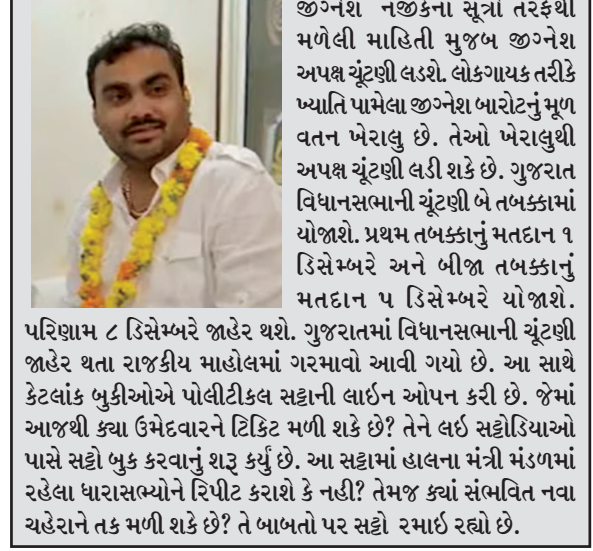 જીગ્નેશ નજીકના સૂત્રો તરફથી
મળેલી માહિતી મુજબ જીગ્નેશ
અપક્ષ ચૂંટણી લડશે. લોકગાયક તરીકે
ખ્યાતિ પામેલા જીગ્નેશ બારોટનું મૂળ
વતન ખેરાલુ છે. તેઓ ખેરાલુથી
અપક્ષ ચૂંટણી લડી શકે છે. ગુજરાત
વિધાનસભાની ચૂંટણી બે તબક્કામાં
યોજાશે. પ્રથમ તબક્કાનું મતદાન ૧
ડિસેમ્બરે અને બીજા તબક્કાનું
મતદાન ૫ ડિસેમ્બરે યોજાશે.
પરિણામ ૮ ડિસેમ્બરે જાહેર થશે. ગુજરાતમાં વિધાનસભાની ચૂંટણી
જાહેર થતા રાજકીય માહોલમાં ગરમાવો આવી ગયો છે. આ સાથે
કેટલાંક બુકીઓએ પોલીટીકલ સટ્ટાની લાઇન ઓપન કરી છે. જેમાં
આજથી ક્યા ઉમેદવારને ટિકિટ મળી શકે છે? તેને લઇ સટ્ટોડિયાઓ
પાસે સટ્ટો બુક કરવાનું શરૂ કર્યું છે. આ સટ્ટામાં હાલના મંત્રી મંડળમાં
રહેલા ધારાસભ્યોને રિપીટ કરાશે કે નહી? તેમજ ક્યાં સંભવિત નવા
ચહેરાને તક મળી શકે છે? તે બાબતો પર સટ્ટો રમાઇ રહ્યો છે.